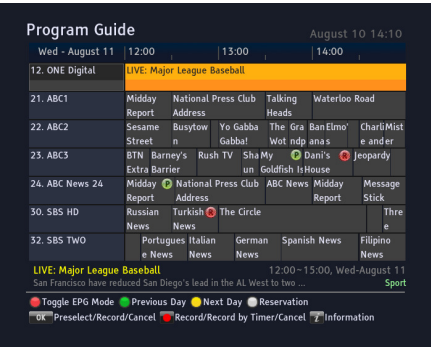 Program Guide
August 10 14:10
Wed - August 11 12:00 13:00 14:00
12. ONE Digital LIVE: Major League Baseball
21. ABC1 Midday Report National Press Club Address Talking Heads Waterloo Road
22. ABC2 Sesame Street Busytown Yo Gabba Gabba! The Wot Gra ndp Ban ana s Elmo' Charli e and Mist er
23. ABC3 BTN Extra Barney's Barrier Rush TV Sha un My Goldfish Is P Dani's House R Jeopardy
24. ABC News 24 Midday Report P National Press Club Address ABC News Midday Report Message Stick
30. SBS HD Russian News Turkish News R The Circle Thre e
32. SBS TWO Portugues e News Italian News German News Spanish News Filipino News
LIVE: Major League Baseball 12:00~15:00, Wed-August 11
San Francisco have reduced San Diego's lead in the AL West to two ... Sport
Toggle EPG Mode Previous Day Next Day Reservation
OK Preselect/Record/Cancel Record/Record by Timer/Cancel i Information